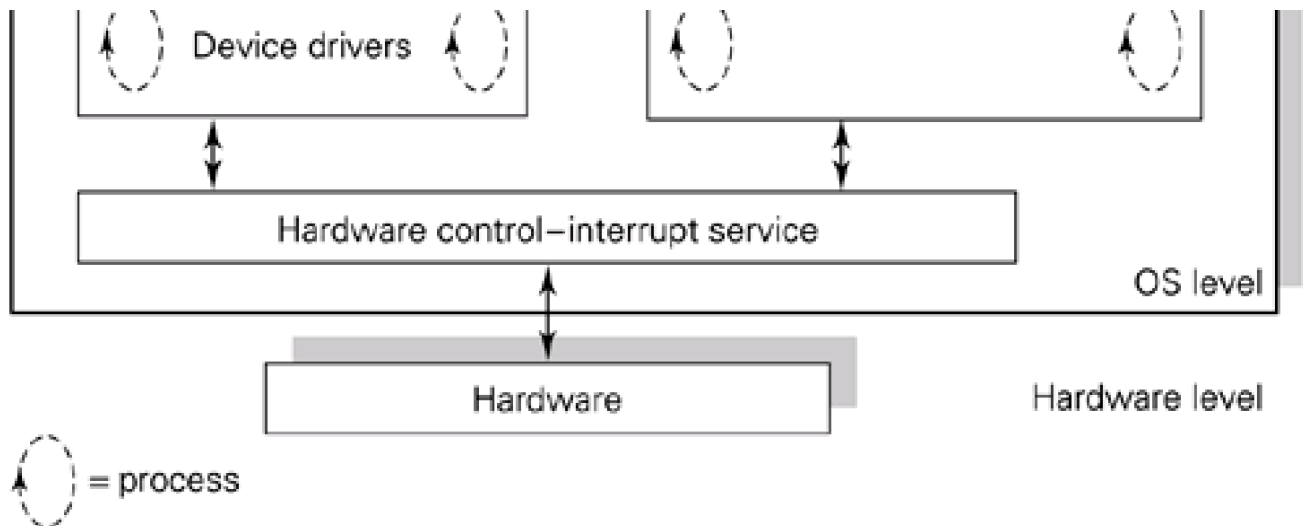 Device drivers
Hardware control–interrupt service
OS level
Hardware
Hardware level
= process